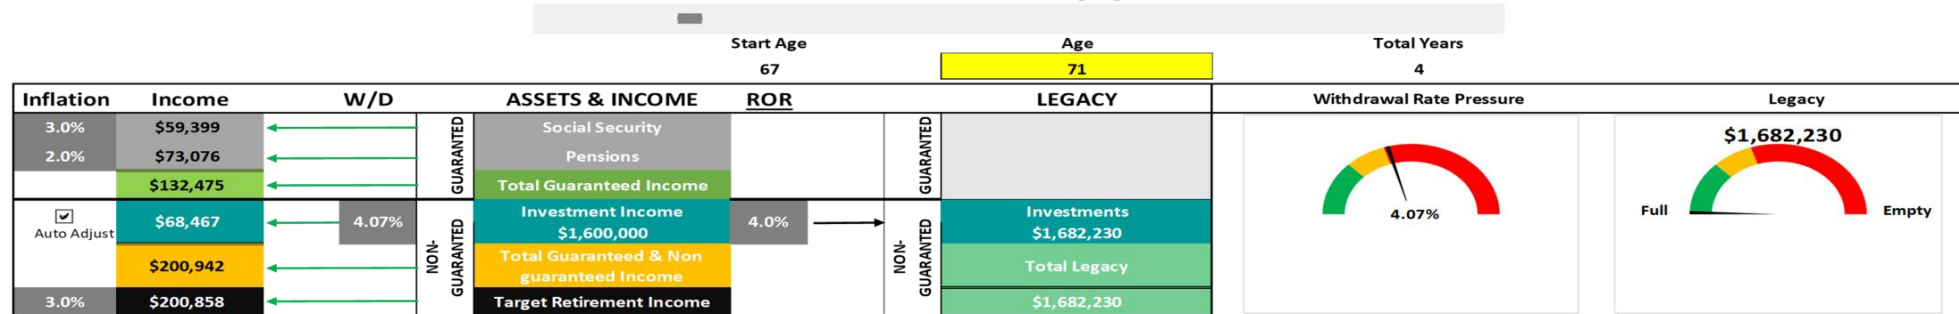 Start Age Age Total Years
67 71 4
Inflation Income W/D ASSETS & INCOME ROR LEGACY Withdrawal Rate Pressure Legacy
3.0% $59,399 GUARANTEED Social Security GUARANTEED $1,682,230
2.0% $73,076 Pensions
$132,475 Total Guaranteed Income
Auto Adjust $68,467 4.07% NON-GUARANTEED Investment Income 4.0% NON-GUARANTEED Investments 4.07% Full Empty
$1,600,000 $1,682,230
$200,942 Total Guaranteed & Non Total Legacy
guaranteed Income
3.0% $200,858 Target Retirement Income $1,682,230